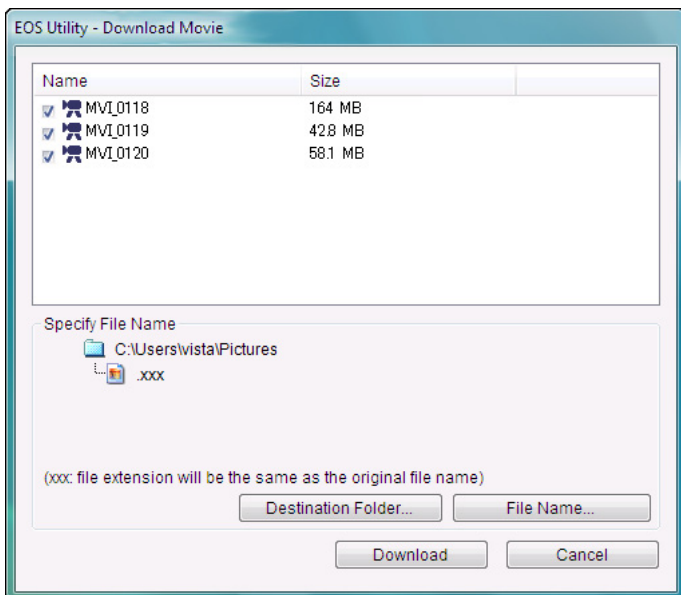 EOS Utility - Download Movie
Name Size
MVI_0118 164 MB
MVI_0119 42.8 MB
MVI_0120 58.1 MB
Specify File Name
C:\Users\vista\Pictures
.xxx
(xxx: file extension will be the same as the original file name)
Destination Folder... File Name...
Download Cancel